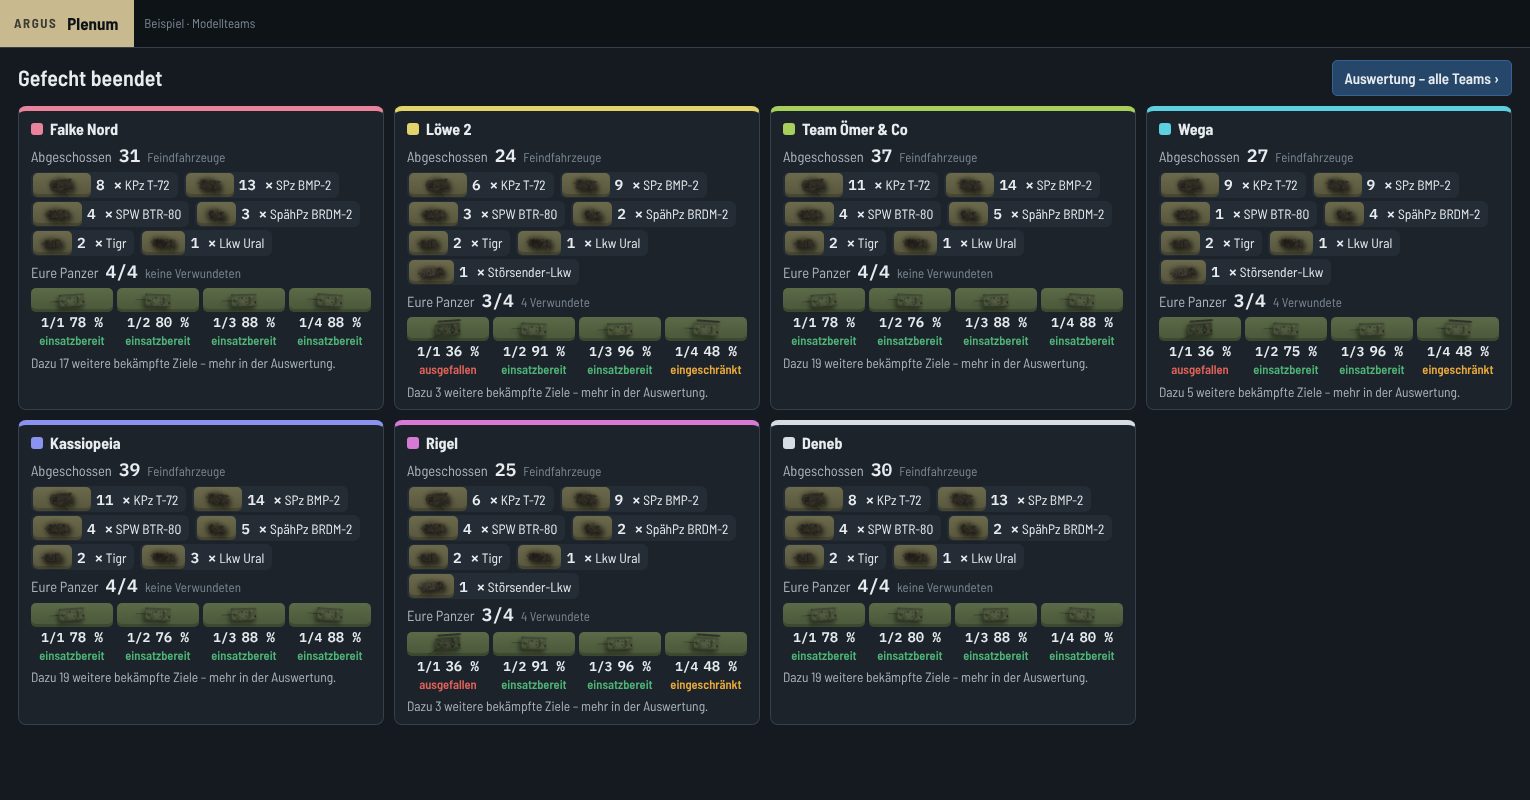 ARGUS Plenum Beispiel · Modellteams
Gefecht beendet
Auswertung – alle Teams ›
Falke Nord
Abgeschossen 31 Feindfahrzeuge
8 × KPz T-72 13 × SPz BMP-2
4 × SPW BTR-80 3 × SpähPz BRDM-2
2 × Tigr 1 × Lkw Ural
Eure Panzer 4/4 keine Verwundeten
1/1 78 % 1/2 80 % 1/3 88 % 1/4 88 %
einsatzbereit einsatzbereit einsatzbereit einsatzbereit
Dazu 17 weitere bekämpfte Ziele – mehr in der Auswertung.
Löwe 2
Abgeschossen 24 Feindfahrzeuge
6 × KPz T-72 9 × SPz BMP-2
3 × SPW BTR-80 2 × SpähPz BRDM-2
2 × Tigr 1 × Lkw Ural
1 × Störsender-Lkw
Eure Panzer 3/4 4 Verwundete
1/1 36 % 1/2 91 % 1/3 96 % 1/4 48 %
ausgefallen einsatzbereit einsatzbereit eingeschränkt
Dazu 3 weitere bekämpfte Ziele – mehr in der Auswertung.
Team Ömer & Co
Abgeschossen 37 Feindfahrzeuge
11 × KPz T-72 14 × SPz BMP-2
4 × SPW BTR-80 5 × SpähPz BRDM-2
2 × Tigr 1 × Lkw Ural
Eure Panzer 4/4 keine Verwundeten
1/1 78 % 1/2 76 % 1/3 88 % 1/4 88 %
einsatzbereit einsatzbereit einsatzbereit einsatzbereit
Dazu 19 weitere bekämpfte Ziele – mehr in der Auswertung.
Wega
Abgeschossen 27 Feindfahrzeuge
9 × KPz T-72 9 × SPz BMP-2
1 × SPW BTR-80 4 × SpähPz BRDM-2
2 × Tigr 1 × Lkw Ural
1 × Störsender-Lkw
Eure Panzer 3/4 4 Verwundete
1/1 36 % 1/2 75 % 1/3 96 % 1/4 48 %
ausgefallen einsatzbereit einsatzbereit eingeschränkt
Dazu 5 weitere bekämpfte Ziele – mehr in der Auswertung.
Kassiopeia
Abgeschossen 39 Feindfahrzeuge
11 × KPz T-72 14 × SPz BMP-2
4 × SPW BTR-80 5 × SpähPz BRDM-2
2 × Tigr 3 × Lkw Ural
Eure Panzer 4/4 keine Verwundeten
1/1 78 % 1/2 76 % 1/3 88 % 1/4 88 %
einsatzbereit einsatzbereit einsatzbereit einsatzbereit
Dazu 19 weitere bekämpfte Ziele – mehr in der Auswertung.
Rigel
Abgeschossen 25 Feindfahrzeuge
6 × KPz T-72 9 × SPz BMP-2
4 × SPW BTR-80 2 × SpähPz BRDM-2
2 × Tigr 1 × Lkw Ural
1 × Störsender-Lkw
Eure Panzer 3/4 4 Verwundete
1/1 36 % 1/2 91 % 1/3 96 % 1/4 48 %
ausgefallen einsatzbereit einsatzbereit eingeschränkt
Dazu 3 weitere bekämpfte Ziele – mehr in der Auswertung.
Deneb
Abgeschossen 30 Feindfahrzeuge
8 × KPz T-72 13 × SPz BMP-2
4 × SPW BTR-80 2 × SpähPz BRDM-2
2 × Tigr 1 × Lkw Ural
Eure Panzer 4/4 keine Verwundeten
1/1 78 % 1/2 80 % 1/3 88 % 1/4 80 %
einsatzbereit einsatzbereit einsatzbereit einsatzbereit
Dazu 19 weitere bekämpfte Ziele – mehr in der Auswertung.